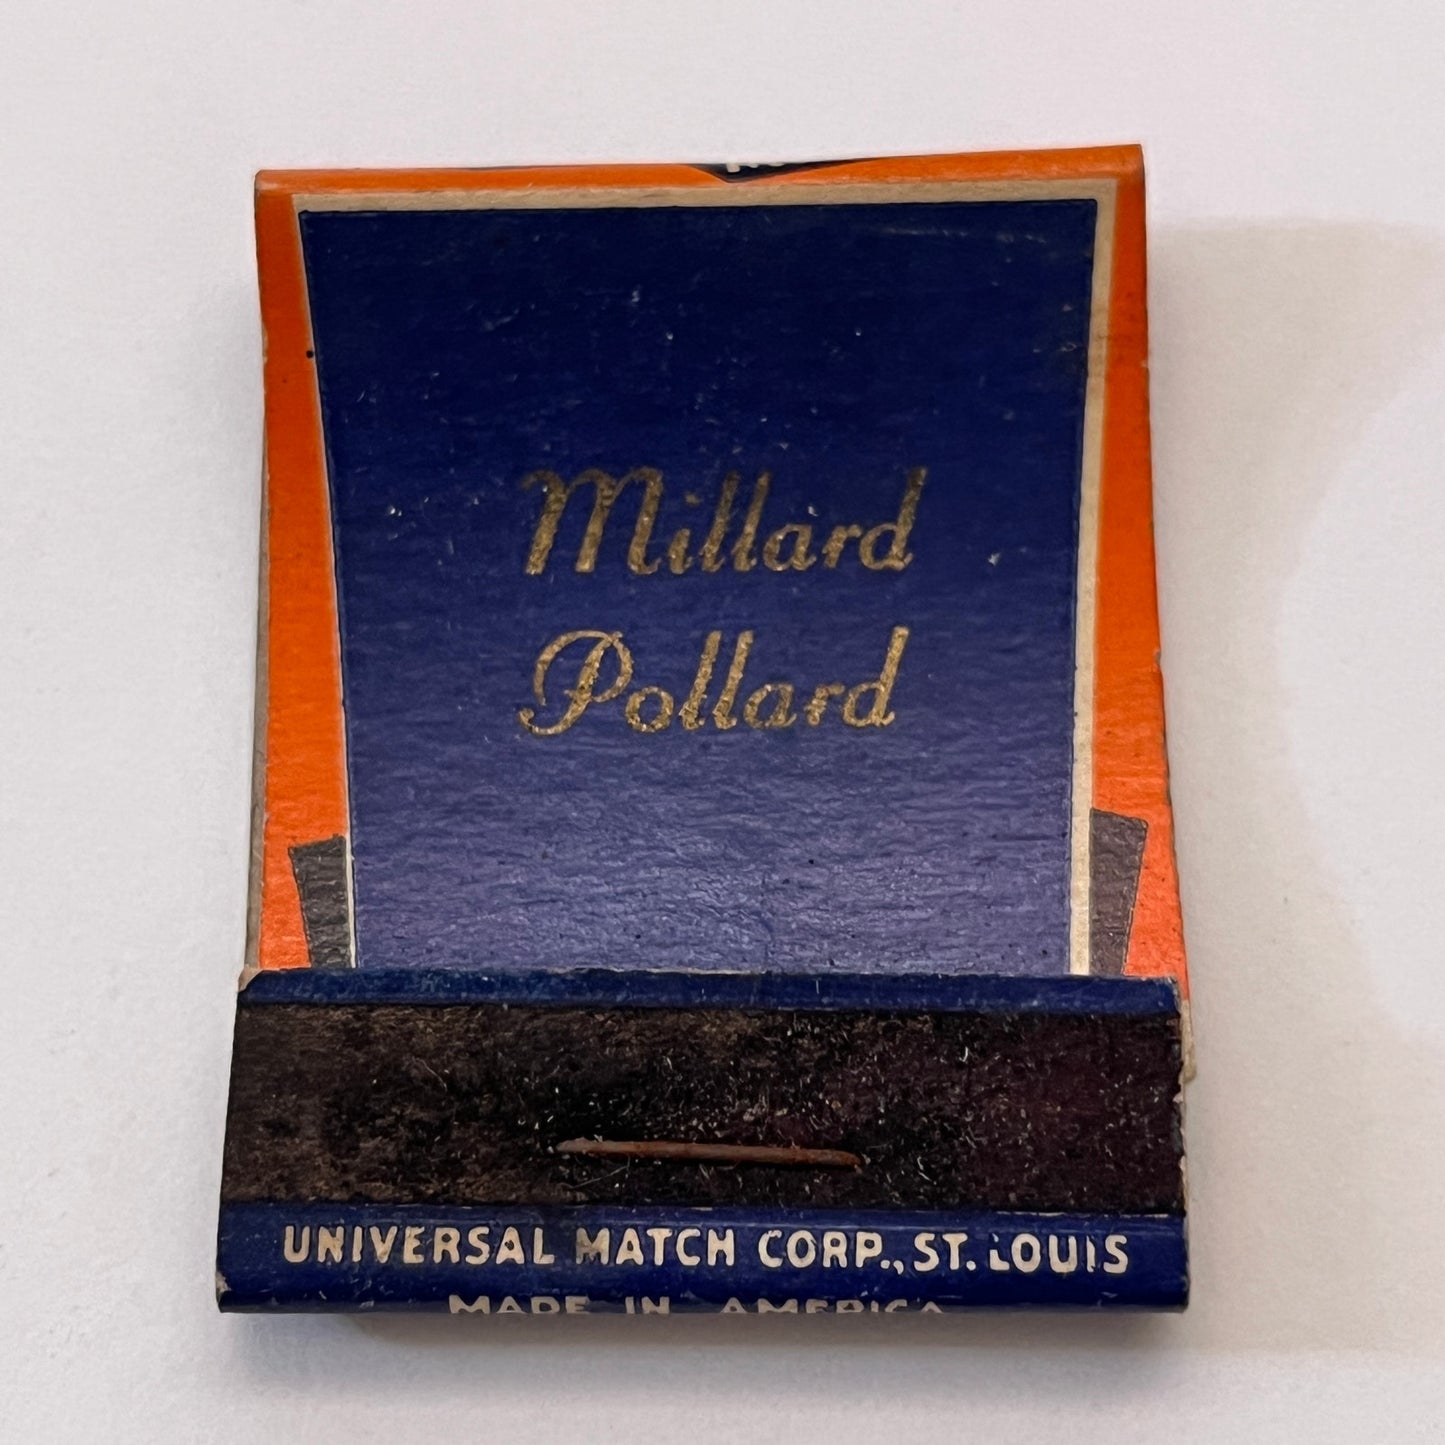 Millard
Pollard
UNIVERSAL MATCH CORP., ST. LOUIS
MADE IN AMERICA